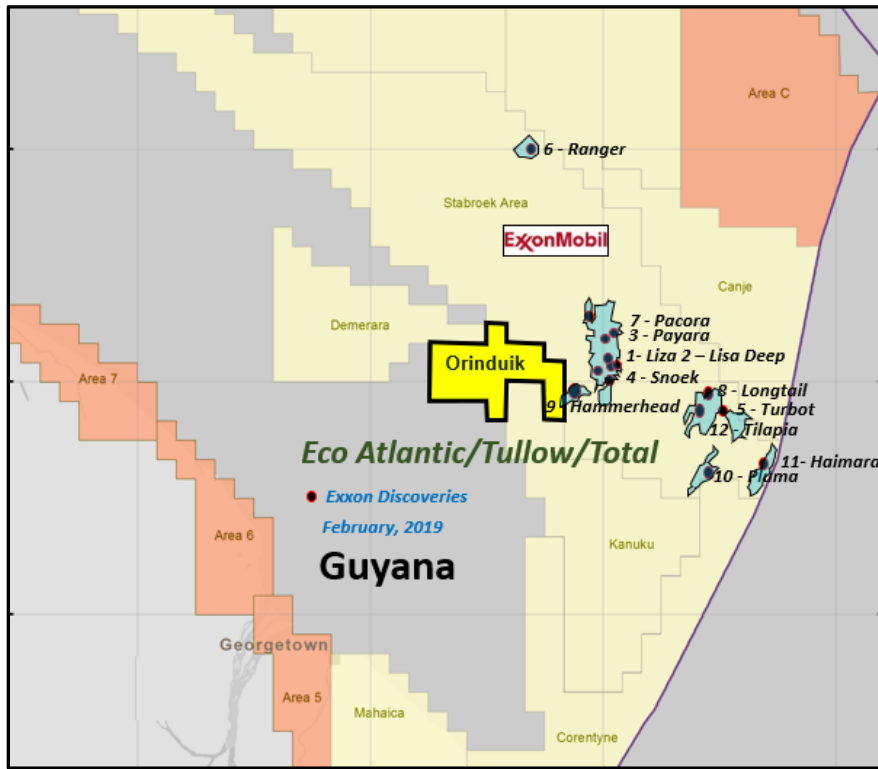 Area C
6 - Ranger
Stabroek Area
ExxonMobil
Canje
7 - Pacora
Demerara
3 - Payara
1- Liza 2 – Lisa Deep
Orinduik
Area 7
4 - Snoek
8 - Longtail
9 - Hammerhead
5 - Turbot
12 - Tilapia
Eco Atlantic/Tullow/Total
11- Haimara
10 - Pluma
Exxon Discoveries
February, 2019
Area 6
Kanuku
Guyana
Georgetown
Area 5
Mahaica
Corentyne